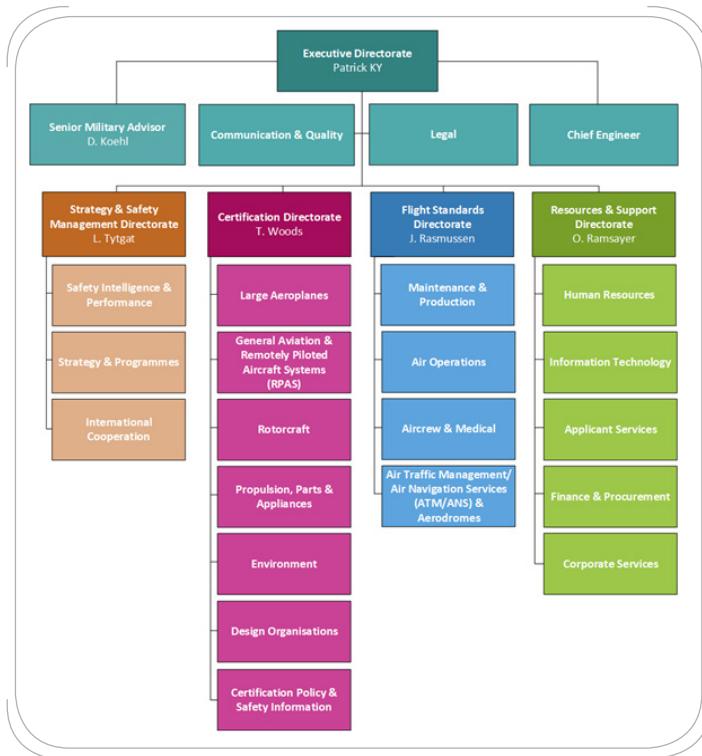 Executive Directorate
Patrick KY
Senior Military Advisor
D. Koehl
Communication & Quality
Legal
Chief Engineer
Strategy & Safety
Management Directorate
L. Tytgat
Certification Directorate
T. Woods
Flight Standards
Directorate
J. Rasmussen
Resources & Support
Directorate
O. Ramsayer
Safety Intelligence &
Performance
Strategy & Programmes
International
Cooperation
Large Aeroplanes
General Aviation &
Remotely Piloted
Aircraft Systems
(RPAS)
Rotorcraft
Propulsion, Parts &
Appliances
Environment
Design Organisations
Certification Policy &
Safety Information
Maintenance &
Production
Air Operations
Aircrew & Medical
Air Traffic Management/
Air Navigation Services
(ATM/ANS) &
Aerodromes
Human Resources
Information Technology
Applicant Services
Finance & Procurement
Corporate Services